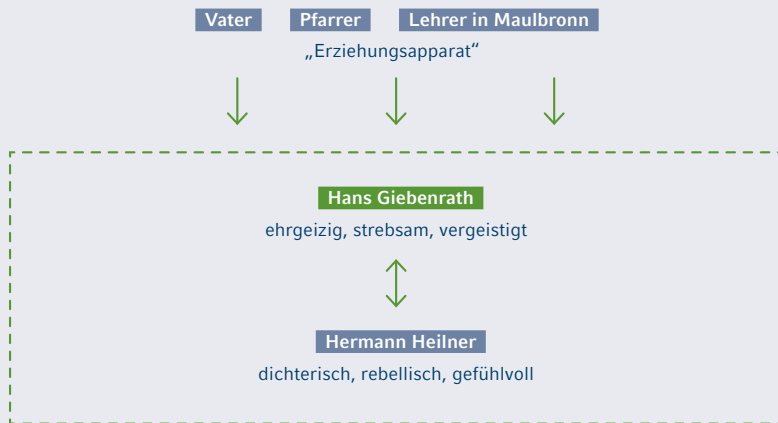 Vater Pfarrer Lehrer in Maulbronn
„Erziehungsapparat“
Hans Giebenrath
ehrgeizig, strebsam, vergeistigt
Hermann Heilner
dichterisch, rebellisch, gefühlvoll